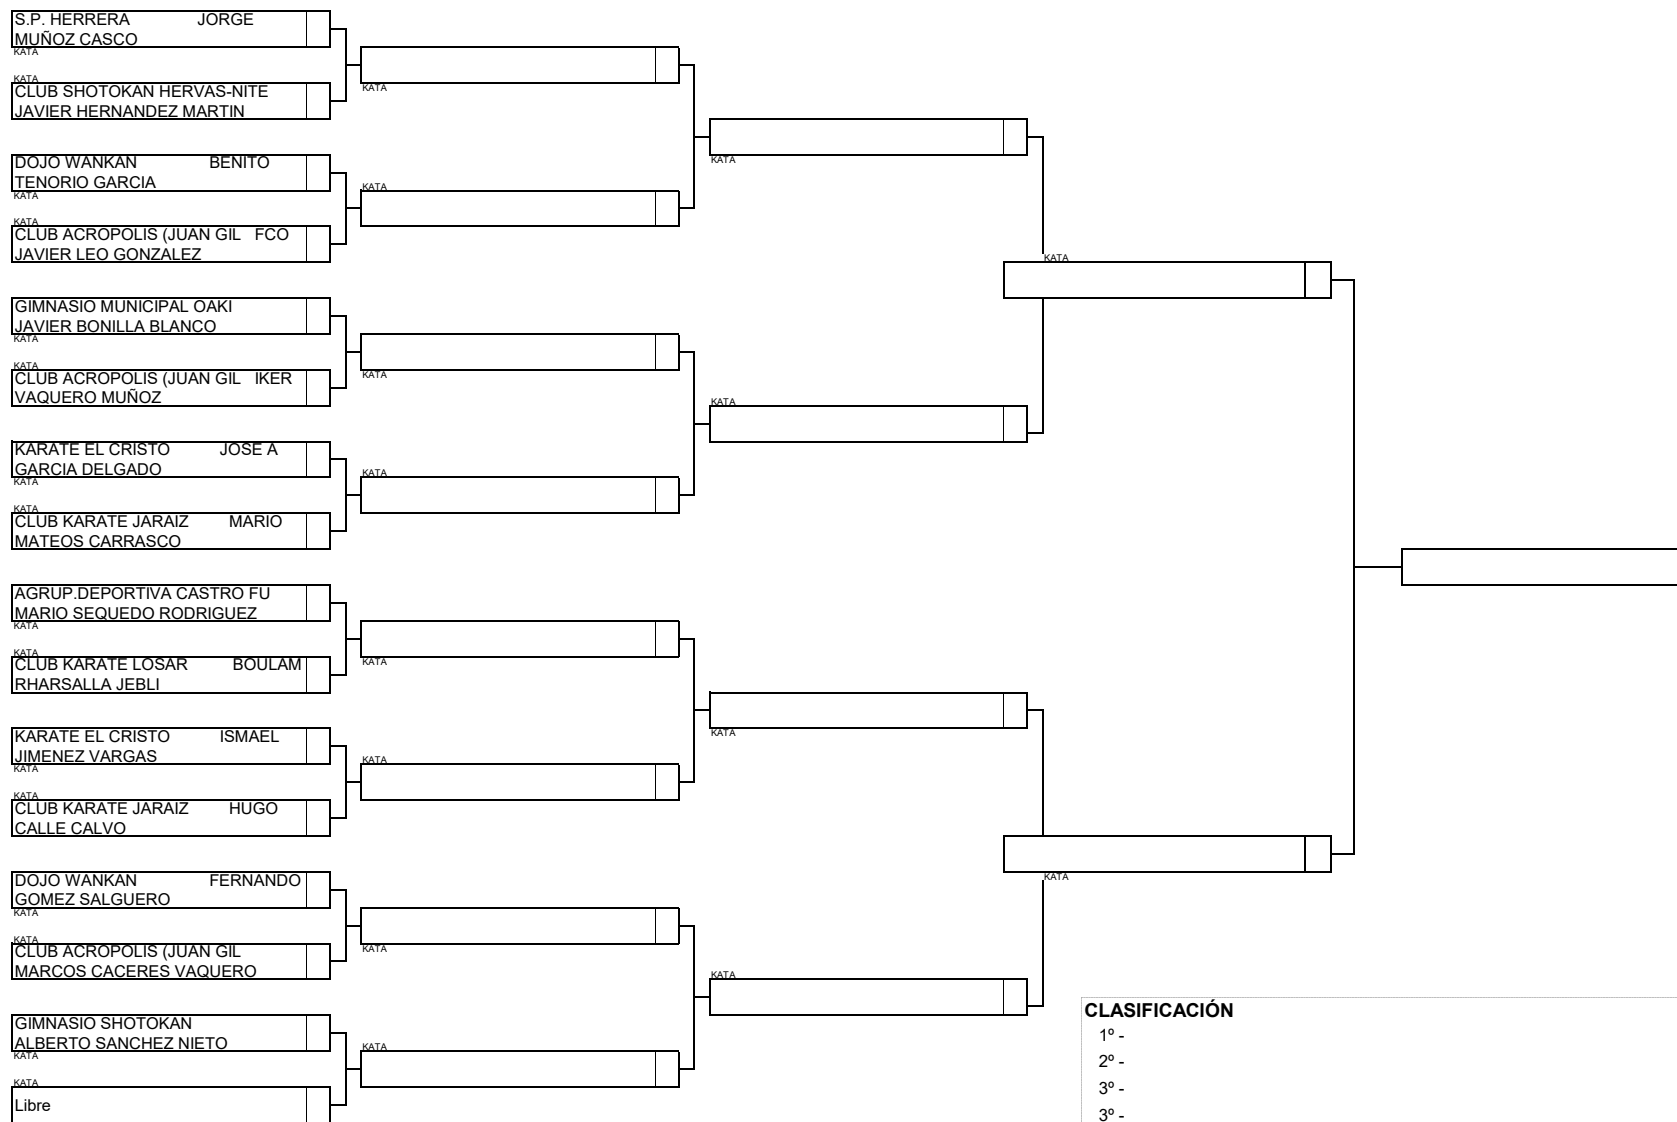 S.P. HERRERA JORGE
MUÑOZ CASCO
KATA
KATA
CLUB SHOTOKAN HERVAS-NITE
JAVIER HERNANDEZ MARTIN
DOJO WANKAN BENITO
TENORIO GARCIA
KATA
KATA
CLUB ACROPOLIS (JUAN GIL FCO
JAVIER LEO GONZALEZ
GIMNASIO MUNICIPAL OAKI
JAVIER BONILLA BLANCO
KATA
KATA
CLUB ACROPOLIS (JUAN GIL IKER
VAQUERO MUÑOZ
KARATE EL CRISTO JOSE A
GARCIA DELGADO
KATA
KATA
CLUB KARATE JARAIZ MARIO
MATEOS CARRASCO
AGRUP.DEPORTIVA CASTRO FU
MARIO SEQUEDO RODRIGUEZ
KATA
KATA
CLUB KARATE LOSAR BOULAM
RHARSALLA JEBLI
KARATE EL CRISTO ISMAEL
JIMENEZ VARGAS
KATA
KATA
CLUB KARATE JARAIZ HUGO
CALLE CALVO
DOJO WANKAN FERNANDO
GOMEZ SALGUERO
KATA
KATA
CLUB ACROPOLIS (JUAN GIL
MARCOS CACERES VAQUERO
GIMNASIO SHOTOKAN
ALBERTO SANCHEZ NIETO
KATA
KATA
Libre
KATA
KATA
KATA
KATA
KATA
KATA
KATA
KATA
KATA
KATA
KATA
KATA
KATA
KATA
CLASIFICACIÓN
1º -
2º -
3º -
3º -